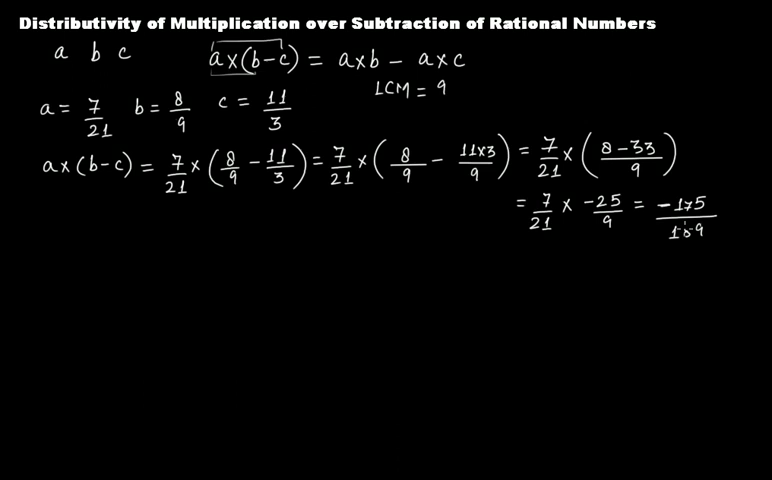 Distributivity of Multiplication over Subtraction of Rational Numbers
a b c a×(b-c) = a×b - a×c
LCM = 9
a = 7/21 b = 8/9 c = 11/3
a×(b-c) = 7/21 × (8/9 - 11/3) = 7/21 × (8/9 - 11×3/9) = 7/21 × (8-33/9)
= 7/21 × -25/9 = -175/189